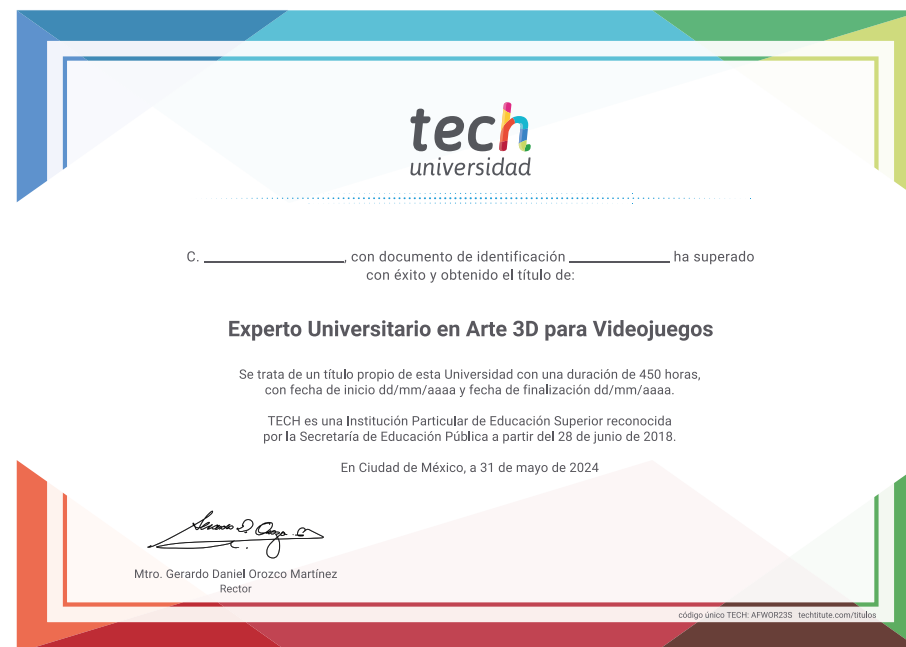 tech
universidad
C. ____________, con documento de identificación ____________ ha superado
con éxito y obtenido el título de:
Experto Universitario en Arte 3D para Videojuegos
Se trata de un título propio de esta Universidad con una duración de 450 horas,
con fecha de inicio dd/mm/aaaa y fecha de finalización dd/mm/aaaa.
TECH es una Institución Particular de Educación Superior reconocida
por la Secretaría de Educación Pública a partir del 28 de junio de 2018.
En Ciudad de México, a 31 de mayo de 2024
Mtro. Gerardo Daniel Orozco Martínez
Rector
código único TECH: AFWOR23S techtitute.com/titulos